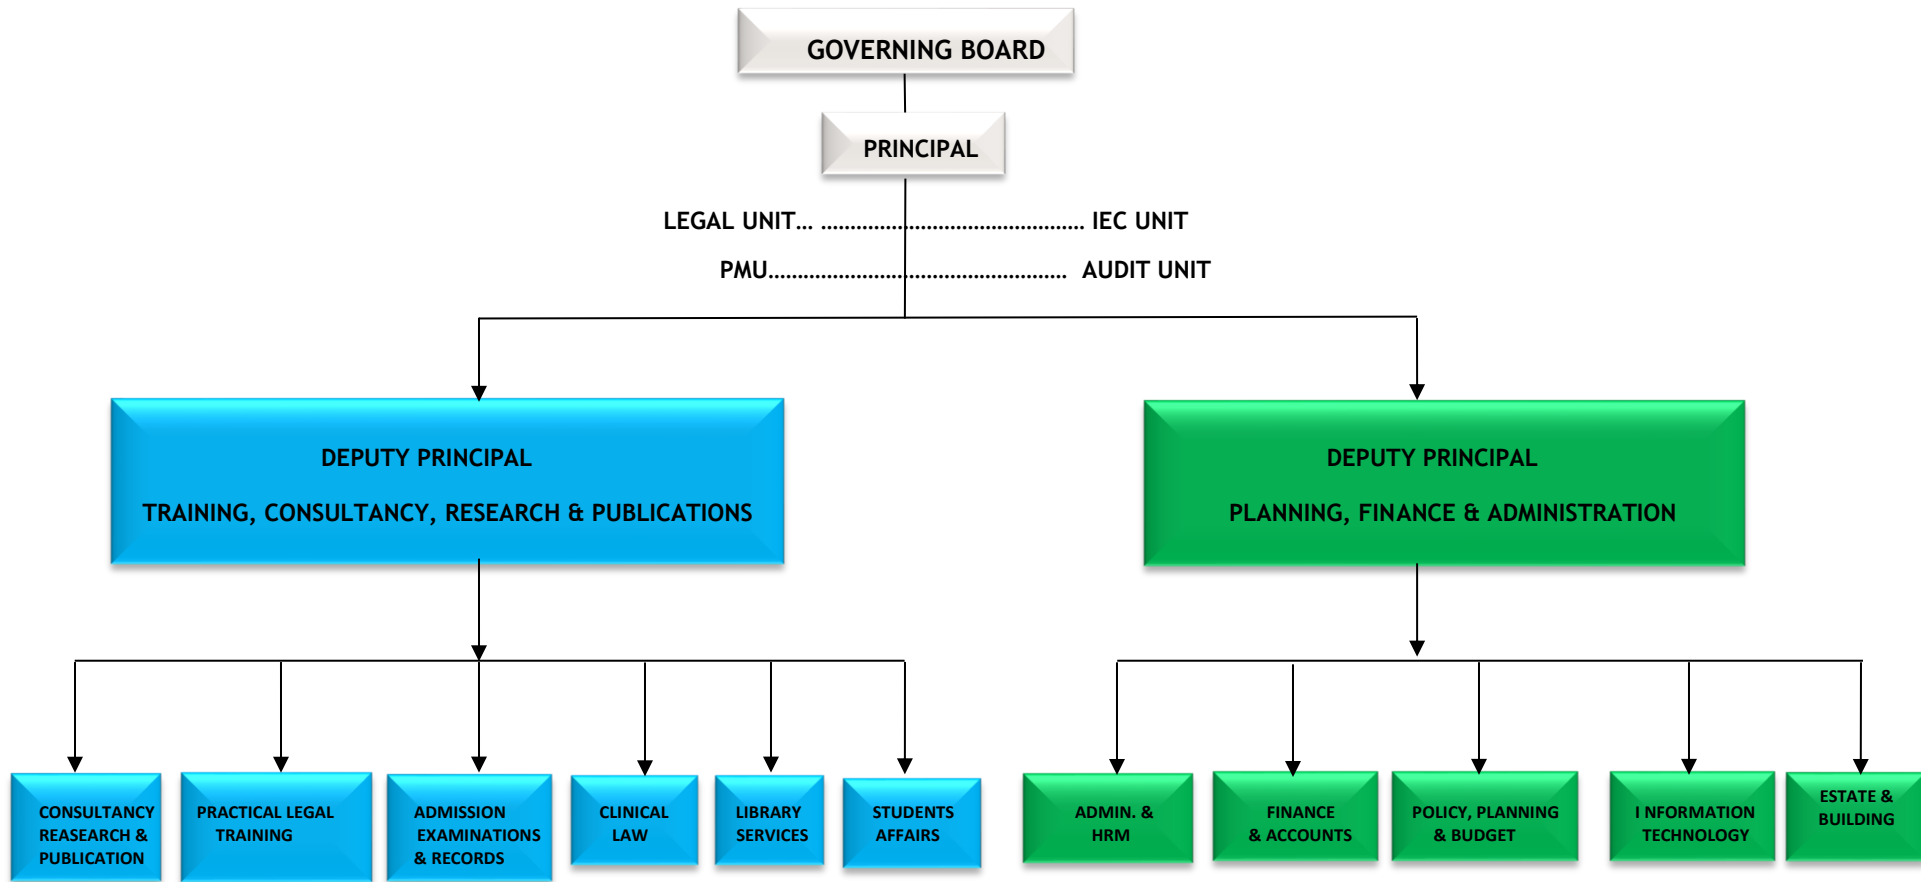 GOVERNING BOARD
PRINCIPAL
LEGAL UNIT... ............................................... IEC UNIT
PMU........................................................ AUDIT UNIT
DEPUTY PRINCIPAL
TRAINING, CONSULTANCY, RESEARCH & PUBLICATIONS
DEPUTY PRINCIPAL
PLANNING, FINANCE & ADMINISTRATION
CONSULTANCY
REASEARCH &
PUBLICATION
PRACTICAL LEGAL
TRAINING
ADMISSION
EXAMINATIONS
& RECORDS
CLINICAL
LAW
LIBRARY
SERVICES
STUDENTS
AFFAIRS
ADMIN. &
HRM
FINANCE
& ACCOUNTS
POLICY, PLANNING
& BUDGET
I NFORMATION
TECHNOLOGY
ESTATE &
BUILDING